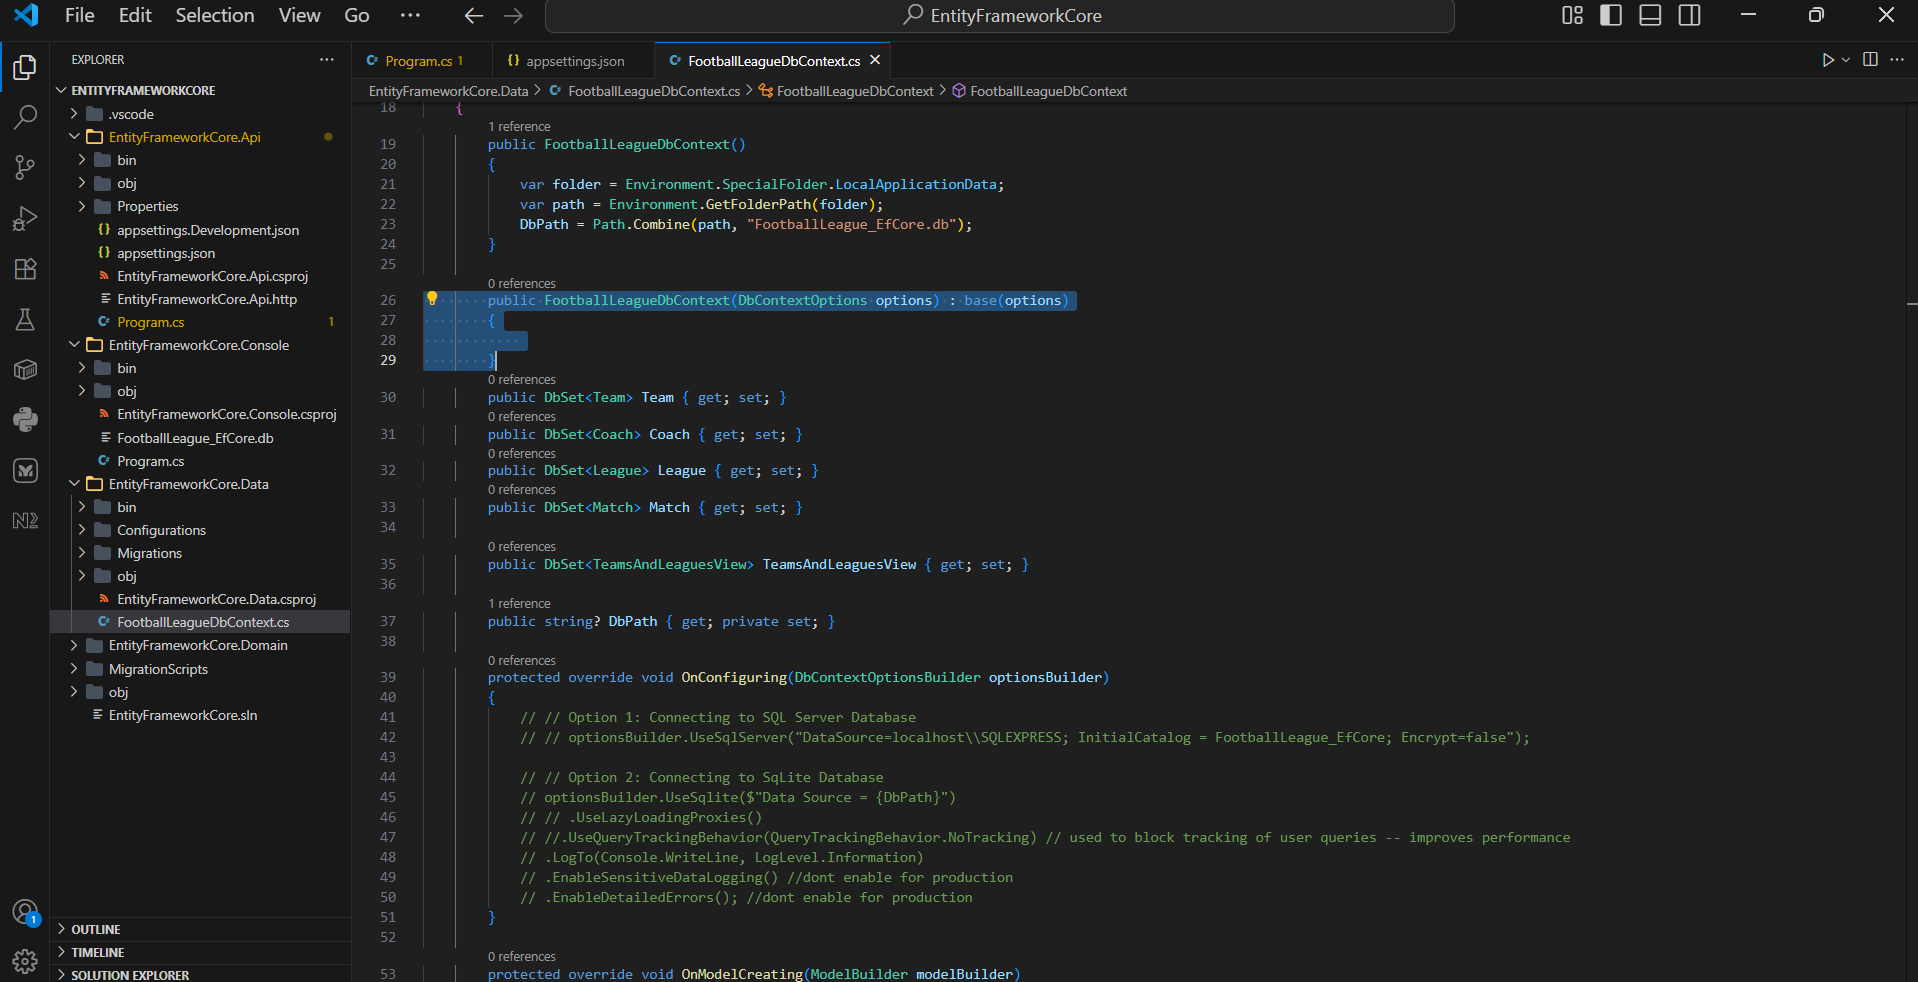 File Edit Selection View Go ··· EntityFrameworkCore
EXPLORER ···
ENTITYFRAMEWORKCORE
.vscode
EntityFrameworkCore.Api
bin
obj
Properties
{} appsettings.Development.json
{} appsettings.json
EntityFrameworkCore.Api.csproj
EntityFrameworkCore.Api.http
C# Program.cs 1
EntityFrameworkCore.Console
bin
obj
EntityFrameworkCore.Console.csproj
FootballLeague_EfCore.db
C# Program.cs
EntityFrameworkCore.Data
bin
Configurations
Migrations
obj
EntityFrameworkCore.Data.csproj
C# FootballLeagueDbContext.cs
EntityFrameworkCore.Domain
MigrationScripts
obj
EntityFrameworkCore.sln
OUTLINE
TIMELINE
SOLUTION EXPLORER
1
C# Program.cs 1 {} appsettings.json C# FootballLeagueDbContext.cs
EntityFrameworkCore.Data > C# FootballLeagueDbContext.cs > FootballLeagueDbContext > FootballLeagueDbContext
18 {
1 reference
19 public FootballLeagueDbContext()
20 {
21 var folder = Environment.SpecialFolder.LocalApplicationData;
22 var path = Environment.GetFolderPath(folder);
23 DbPath = Path.Combine(path, "FootballLeague_EfCore.db");
24 }
25
0 references
26 public FootballLeagueDbContext(DbContextOptions options) : base(options)
27 {
28
29 }
0 references
30 public DbSet<Team> Team { get; set; }
0 references
31 public DbSet<Coach> Coach { get; set; }
0 references
32 public DbSet<League> League { get; set; }
0 references
33 public DbSet<Match> Match { get; set; }
34
0 references
35 public DbSet<TeamsAndLeaguesView> TeamsAndLeaguesView { get; set; }
36
1 reference
37 public string? DbPath { get; private set; }
38
0 references
39 protected override void OnConfiguring(DbContextOptionsBuilder optionsBuilder)
40 {
41 // // Option 1: Connecting to SQL Server Database
42 // // optionsBuilder.UseSqlServer("DataSource=localhost\\SQLEXPRESS; InitialCatalog = FootballLeague_EfCore; Encrypt=false");
43
44 // // Option 2: Connecting to SqLite Database
45 // optionsBuilder.UseSqlite($"Data Source = {DbPath}")
46 // // .UseLazyLoadingProxies()
47 // //.UseQueryTrackingBehavior(QueryTrackingBehavior.NoTracking) // used to block tracking of user queries -- improves performance
48 // .LogTo(Console.WriteLine, LogLevel.Information)
49 // .EnableSensitiveDataLogging() //dont enable for production
50 // .EnableDetailedErrors(); //dont enable for production
51 }
52
0 references
53 protected override void OnModelCreating(ModelBuilder modelBuilder)